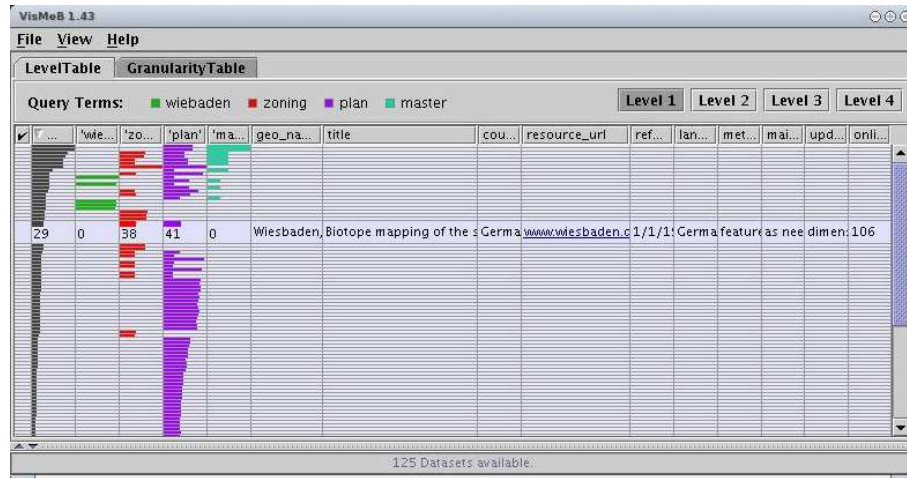 VisMeB 1.43
File View Help
LevelTable GranularityTable
Query Terms: wiebaden zoning plan master Level 1 Level 2 Level 3 Level 4
... 'wie... 'zo... 'plan' 'ma... geo_na... title cou... resource_url ref... lan... met... mai... upd... onli...
29 0 38 41 0 Wiesbaden, Biotope mapping of the s Germa www.wiesbaden.d 1/1/1 Germa feature as nee dimen: 106
125 Datasets available.